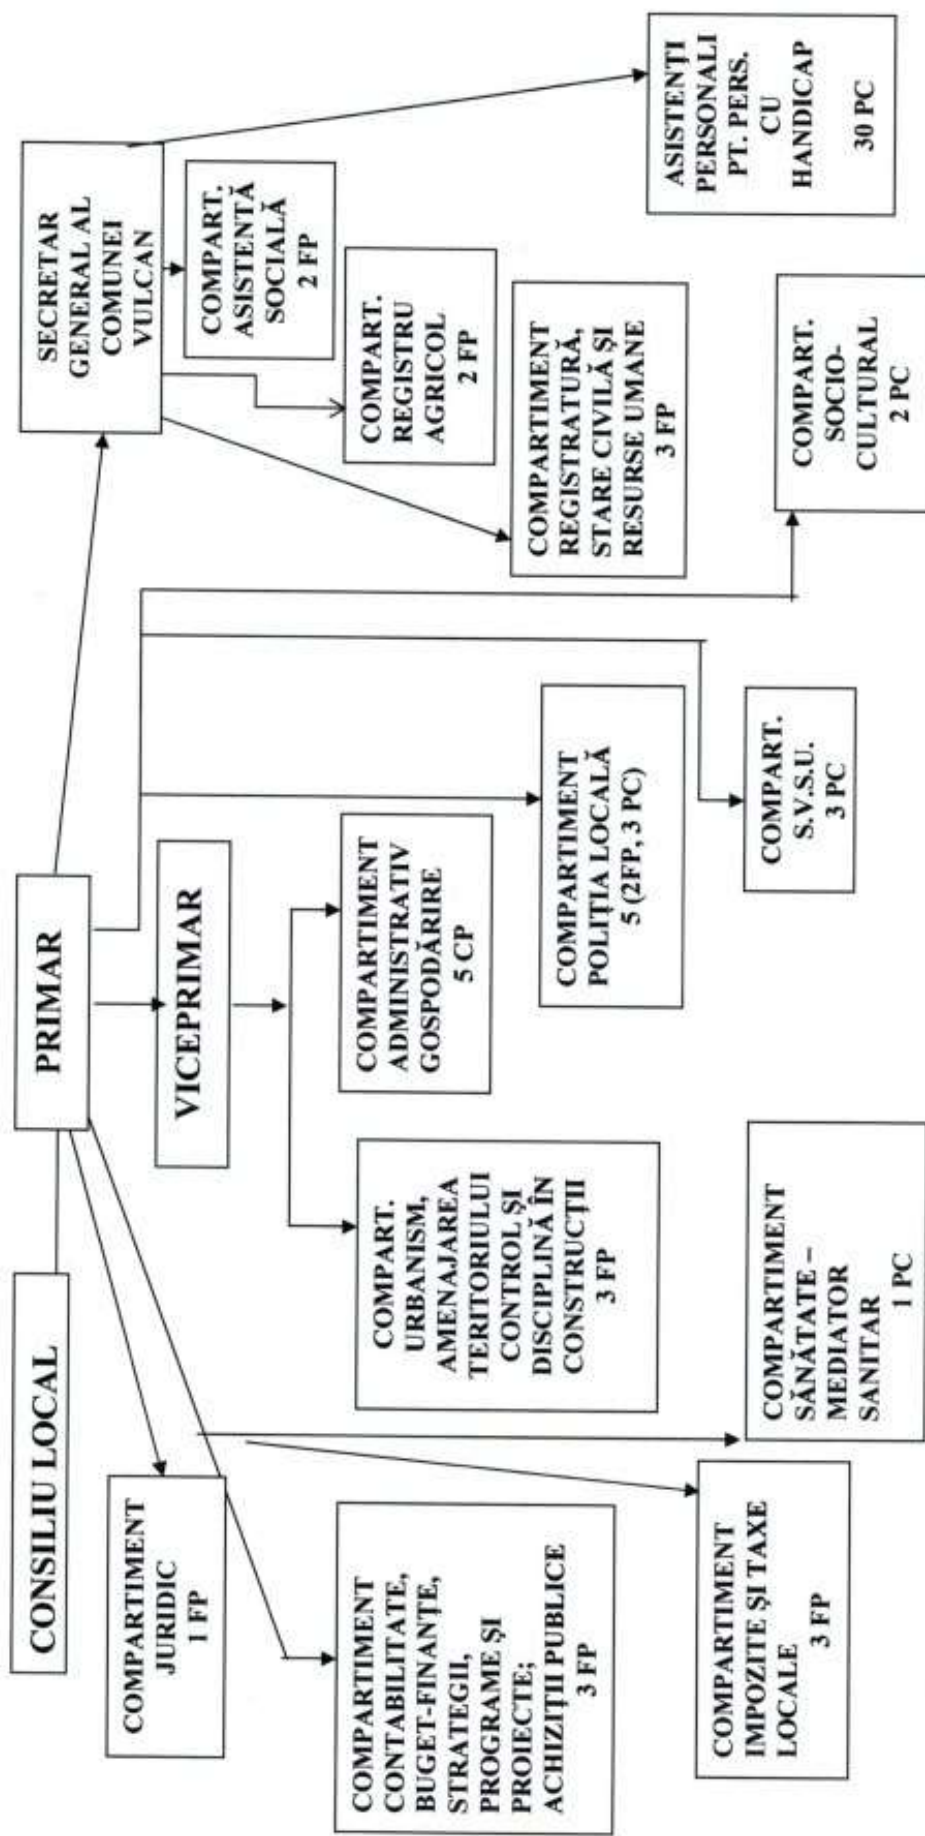 CONSILIU LOCAL
PRIMAR
SECRETAR
GENERAL AL
COMUNEI
VULCAN
COMPARTIMENT
JURIDIC
1 FP
VICEPRIMAR
COMPART.
ASISTENTĂ
SOCIALĂ
2 FP
COMPARTIMENT
CONTABILITATE,
BUGET-FINANȚE,
STRATEGII,
PROGRAME ȘI
PROIECTE;
ACHIZIȚII PUBLICE
3 FP
COMPART.
URBANISM,
AMENAJAREA
TERITORIULUI
CONTROL ȘI
DISCIPLINĂ ÎN
CONSTRUCȚII
3 FP
COMPARTIMENT
ADMINISTRATIV
GOSPODĂRIRE
5 CP
COMPART.
REGISTRU
AGRICOL
2 FP
COMPARTIMENT
POLIȚIA LOCALĂ
5 (2FP, 3 PC)
COMPARTIMENT
REGISTRATURĂ,
STARE CIVILĂ ȘI
RESURSE UMANE
3 FP
ASISTENȚI
PERSONALI
PT. PERS.
CU
HANDICAP
30 PC
COMPARTIMENT
IMPOZITE ȘI TAXE
LOCALE
3 FP
COMPARTIMENT
SĂNĂTATE –
MEDIATOR
SANITAR
1 PC
COMPART.
S.V.S.U.
3 PC
COMPART.
SOCIO-
CULTURAL
2 PC